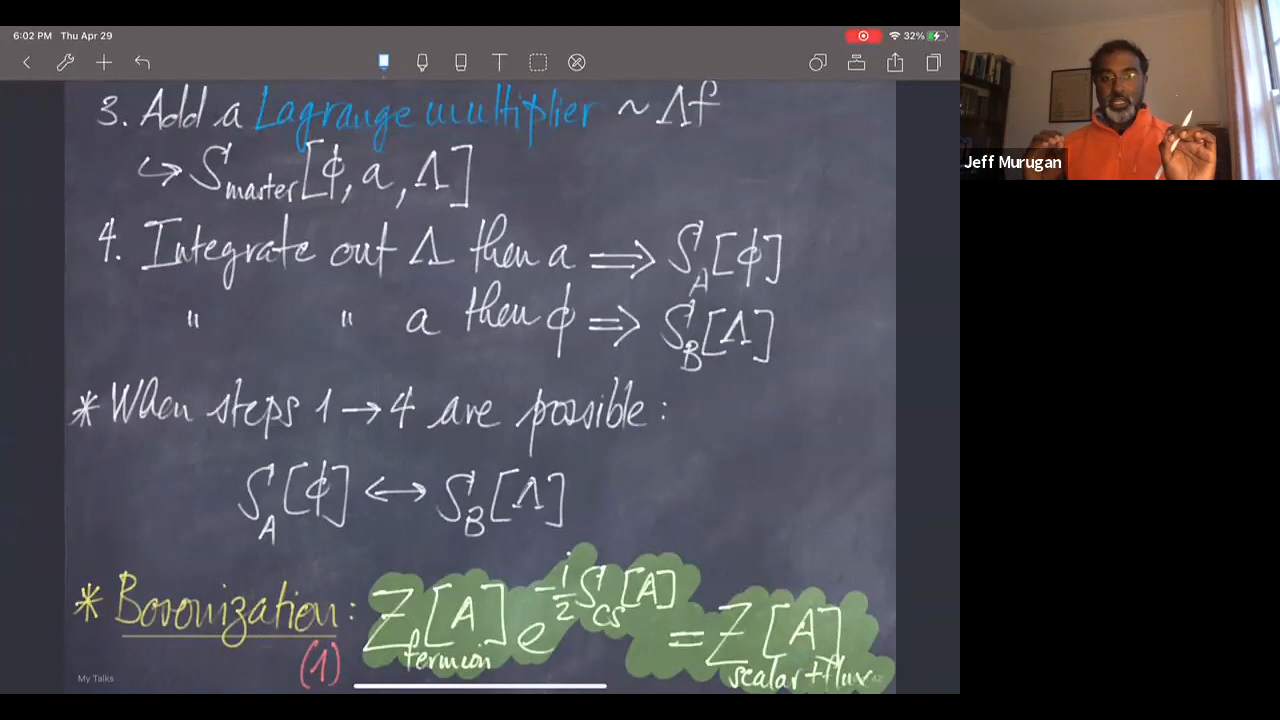 6:02 PM Thu Apr 29
32%
3. Add a Lagrange multiplier ~ Λf
↪ S_master[ϕ, a, Λ]
4. Integrate out Λ then a ⟹ S_A[ϕ]
" " a then ϕ ⟹ S_B[Λ]
* When steps 1 → 4 are possible:
S_A[ϕ] ↔ S_B[Λ]
* Bosonization: Z_fermion[A] e^{-i/2 S_CS[A]} = Z_scalar+flux[A]
(1)
My Talks
Jeff Murugan